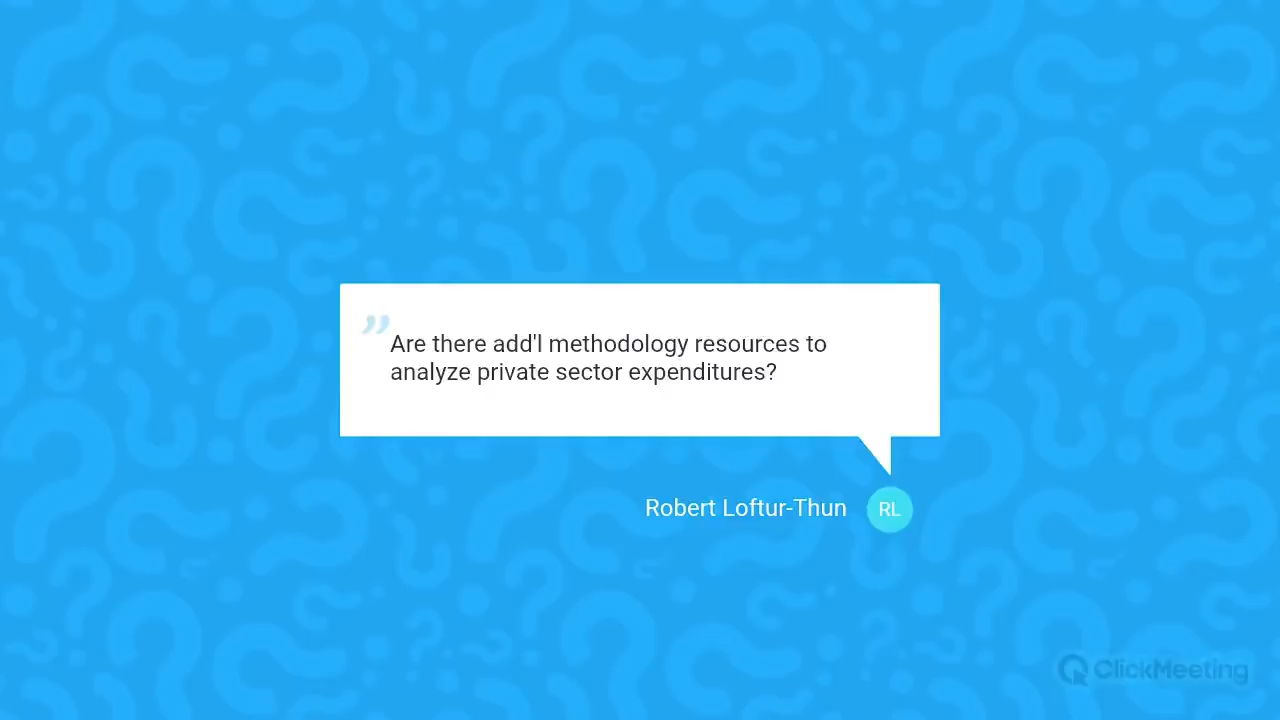 Are there add'l methodology resources to
analyze private sector expenditures?
Robert Loftur-Thun RL
ClickMeeting